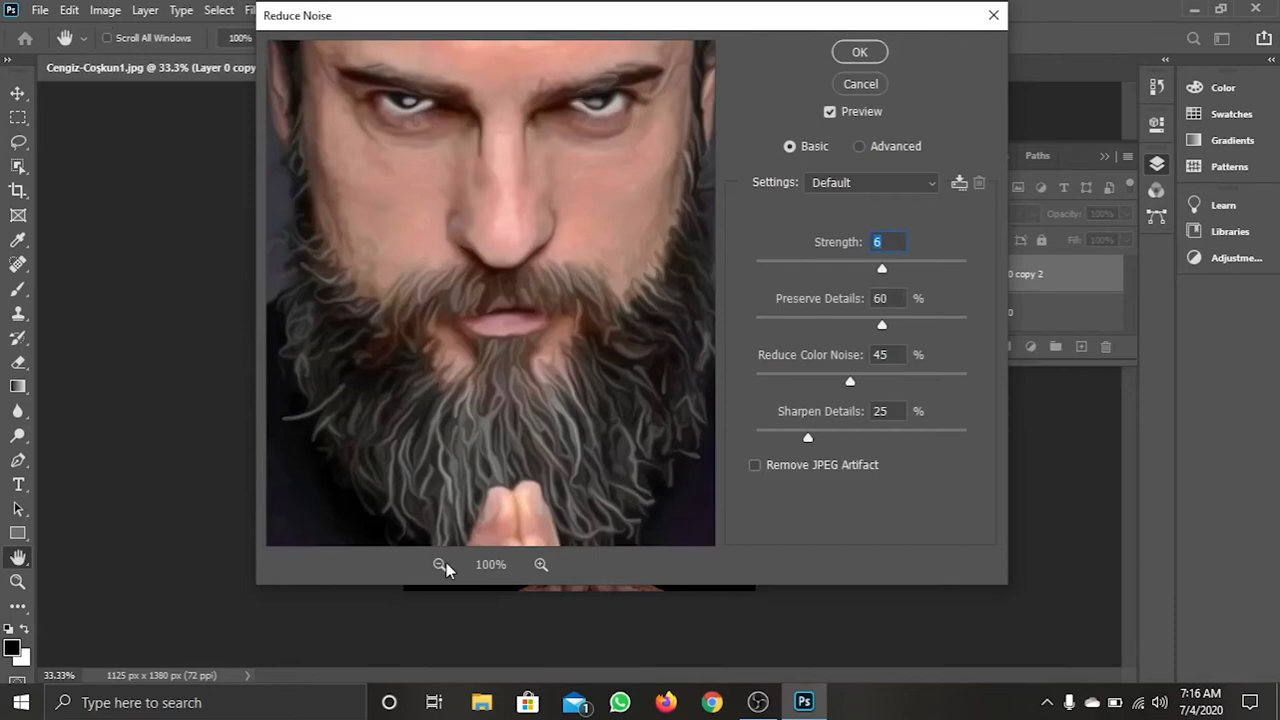 Reduce Noise
File Edit Image Layer Type Select
Scroll All Windows 100%
Cengiz-Coşkun1.jpg @ 33.3% (Layer 0 copy
OK
Cancel
Preview
Basic Advanced
Settings: Default
Strength: 6
Preserve Details: 60 %
Reduce Color Noise: 45 %
Sharpen Details: 25 %
Remove JPEG Artifact
100%
Paths
Opacity: 100%
Fill: 100%
0 copy 2
0
Color
Swatches
Gradients
Patterns
Learn
Libraries
Adjustme...
33.33% 1125 px x 1380 px (72 ppi)
Type here to search
1
Ps
7:16 AM
7/4/2020